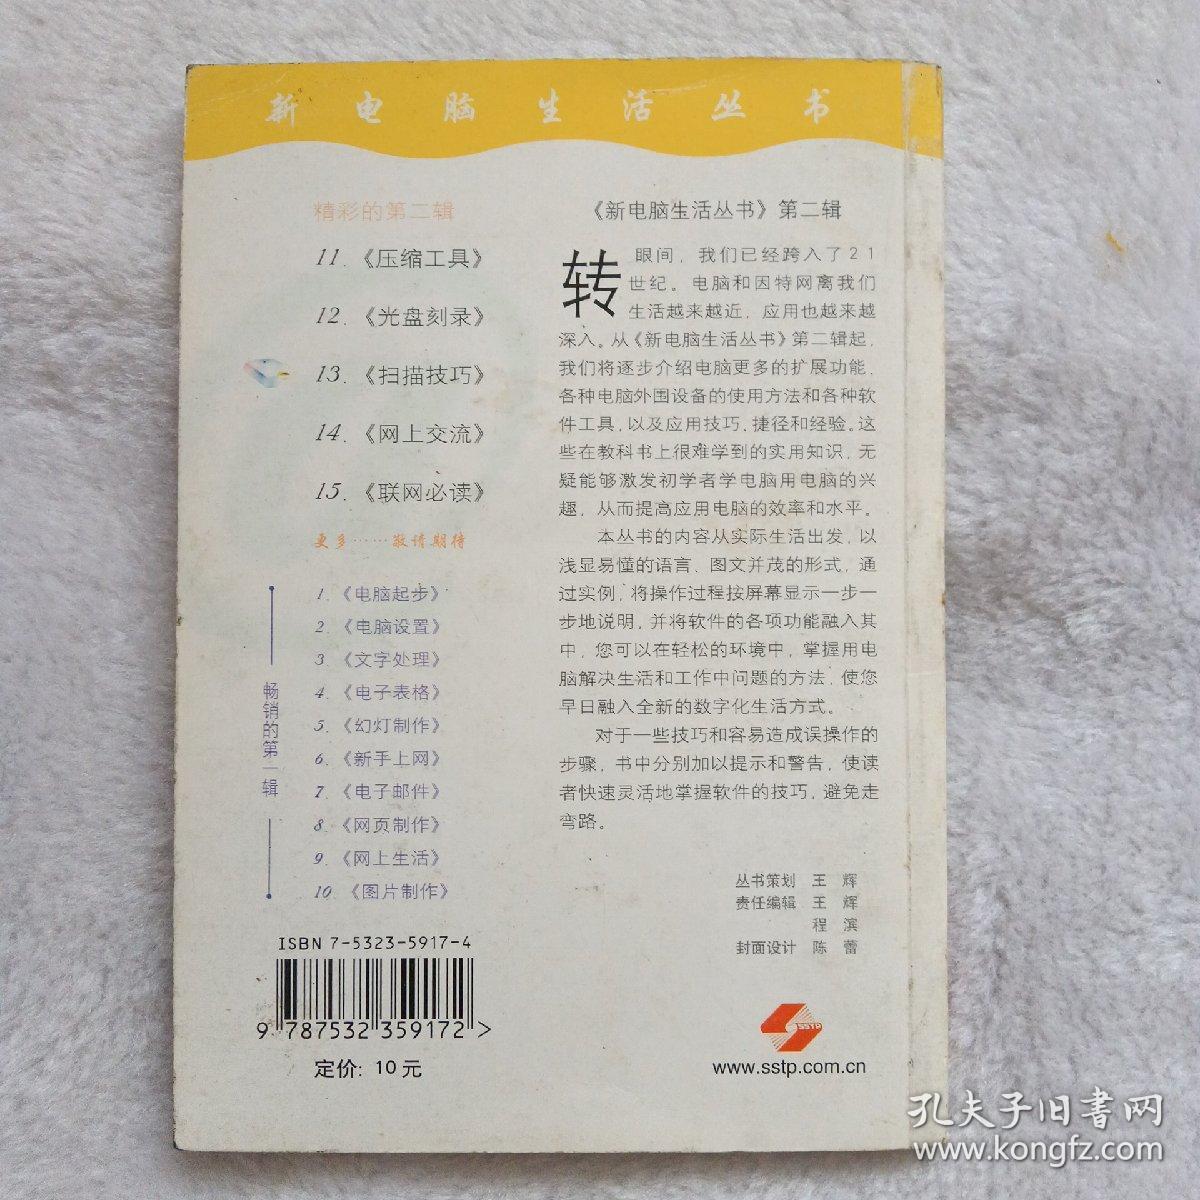 新电脑生活丛书
精彩的第二辑
11.《压缩工具》
12.《光盘刻录》
13.《扫描技巧》
14.《网上交流》
15.《联网必读》
更多……敬请期待
畅销的第一辑
1.《电脑起步》
2.《电脑设置》
3.《文字处理》
4.《电子表格》
5.《幻灯制作》
6.《新手上网》
7.《电子邮件》
8.《网页制作》
9.《网上生活》
10.《图片制作》
ISBN 7-5323-5917-4
9 787532 359172 >
定价: 10元
《新电脑生活丛书》第二辑
转眼间，我们已经跨入了21
世纪。电脑和因特网离我们
生活越来越近，应用也越来越
深入。从《新电脑生活丛书》第二辑起，
我们将逐步介绍电脑更多的扩展功能，
各种电脑外围设备的使用方法和各种软
件工具，以及应用技巧，捷径和经验。这
些在教科书上很难学到的实用知识，无
疑能够激发初学者学电脑用电脑的兴
趣，从而提高应用电脑的效率和水平。
本丛书的内容从实际生活出发，以
浅显易懂的语言、图文并茂的形式，通
过实例，将操作过程按屏幕显示一步一
步地说明，并将软件的各项功能融入其
中，您可以在轻松的环境中，掌握用电
脑解决生活和工作中问题的方法，使您
早日融入全新的数字化生活方式。
对于一些技巧和容易造成误操作的
步骤，书中分别加以提示和警告，使读
者快速灵活地掌握软件的技巧，避免走
弯路。
丛书策划 王 辉
责任编辑 王 辉
程 滨
封面设计 陈 蕾
SSTP
www.sstp.com.cn
孔夫子旧书网
www.kongfz.com